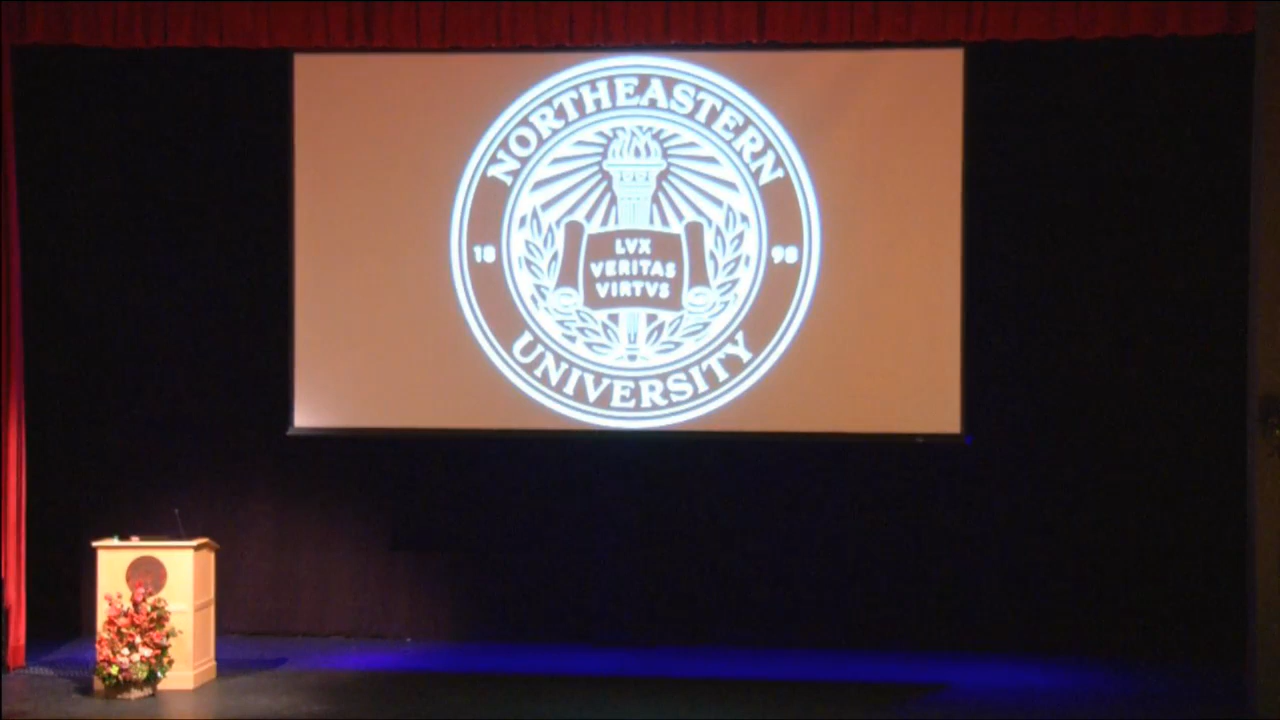 NORTHEASTERN
18 98
LVX
VERITAS
VIRTVS
UNIVERSITY